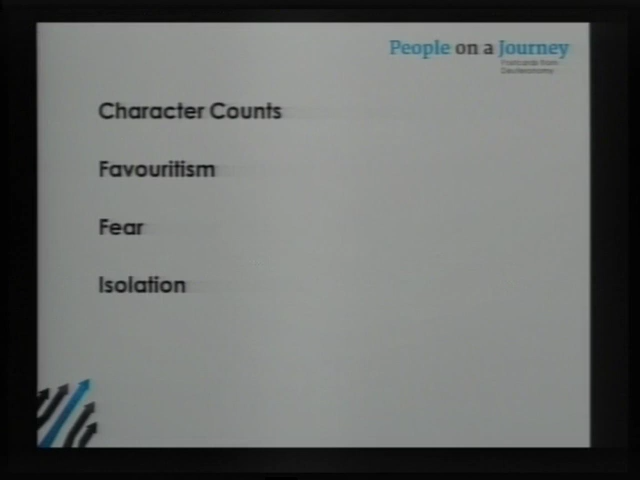 People on a Journey
Postcards from
Deuteronomy
Character Counts
Favouritism
Fear
Isolation